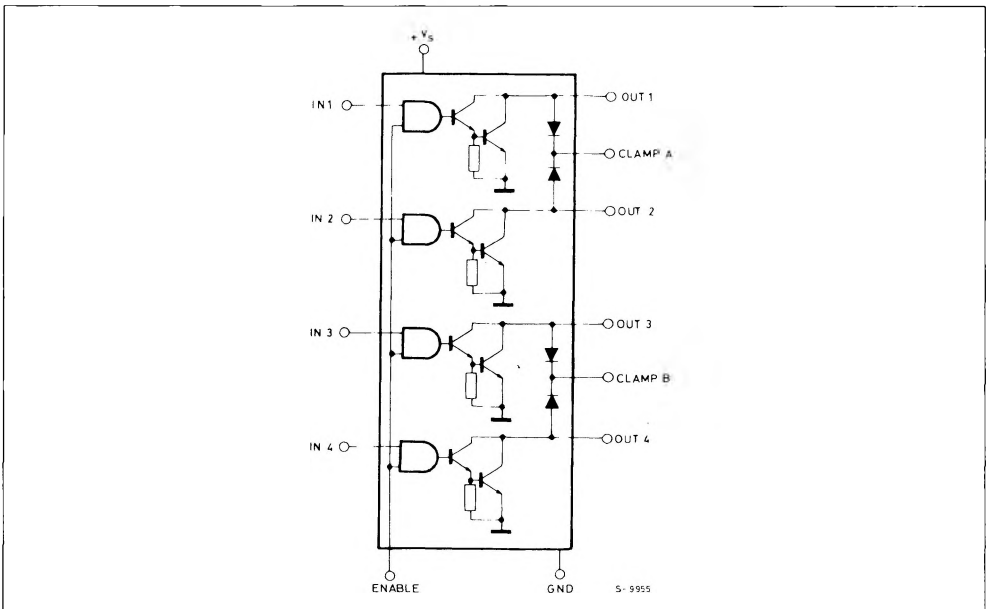 +Vs
IN1
OUT 1
CLAMP A
IN 2
OUT 2
IN 3
OUT 3
CLAMP B
IN 4
OUT 4
ENABLE
GND
S-9955